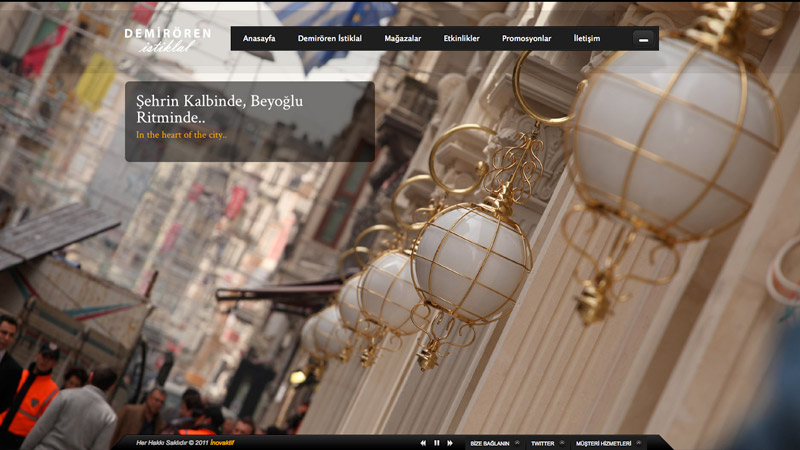 DEMİRÖREN
istiklal
Anasayfa Demirören İstiklal Mağazalar Etkinlikler Promosyonlar İletişim
Şehrin Kalbinde, Beyoğlu
Ritminde..
In the heart of the city..
Her Hakkı Saklıdır © 2011 İnovaktif
BİZE BAĞLANIN TWITTER MÜŞTERİ HİZMETLERİ